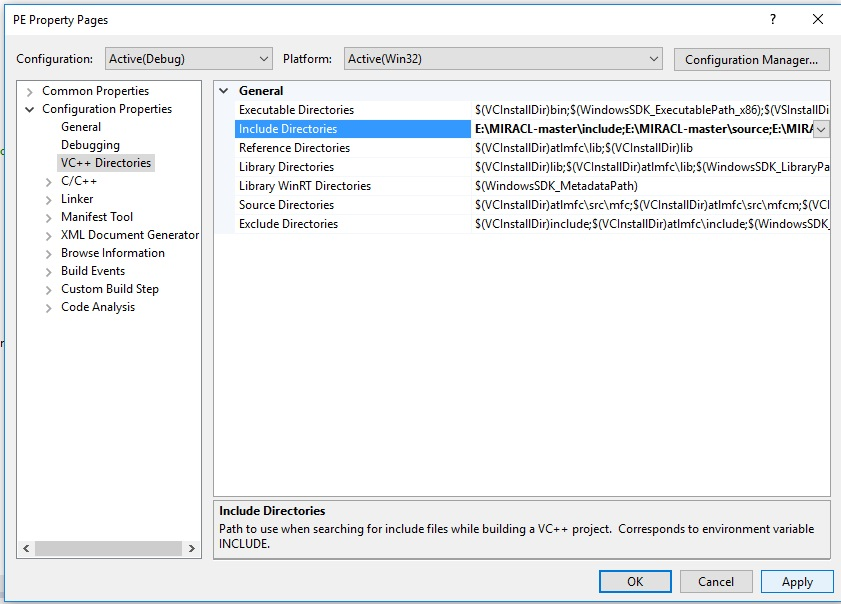 PE Property Pages
Configuration: Active(Debug) Platform: Active(Win32) Configuration Manager...
Common Properties
Configuration Properties
General
Debugging
VC++ Directories
C/C++
Linker
Manifest Tool
XML Document Generator
Browse Information
Build Events
Custom Build Step
Code Analysis
General
Executable Directories $(VCInstallDir)bin;$(WindowsSDK_ExecutablePath_x86);$(VSInstallDi
Include Directories E:\MIRACL-master\include;E:\MIRACL-master\source;E:\MIRA
Reference Directories $(VCInstallDir)atlmfc\lib;$(VCInstallDir)lib
Library Directories $(VCInstallDir)lib;$(VCInstallDir)atlmfc\lib;$(WindowsSDK_LibraryPa
Library WinRT Directories $(WindowsSDK_MetadataPath)
Source Directories $(VCInstallDir)atlmfc\src\mfc;$(VCInstallDir)atlmfc\src\mfcm;$(VCI
Exclude Directories $(VCInstallDir)include;$(VCInstallDir)atlmfc\include;$(WindowsSDK_
Include Directories
Path to use when searching for include files while building a VC++ project. Corresponds to environment variable
INCLUDE.
OK Cancel Apply